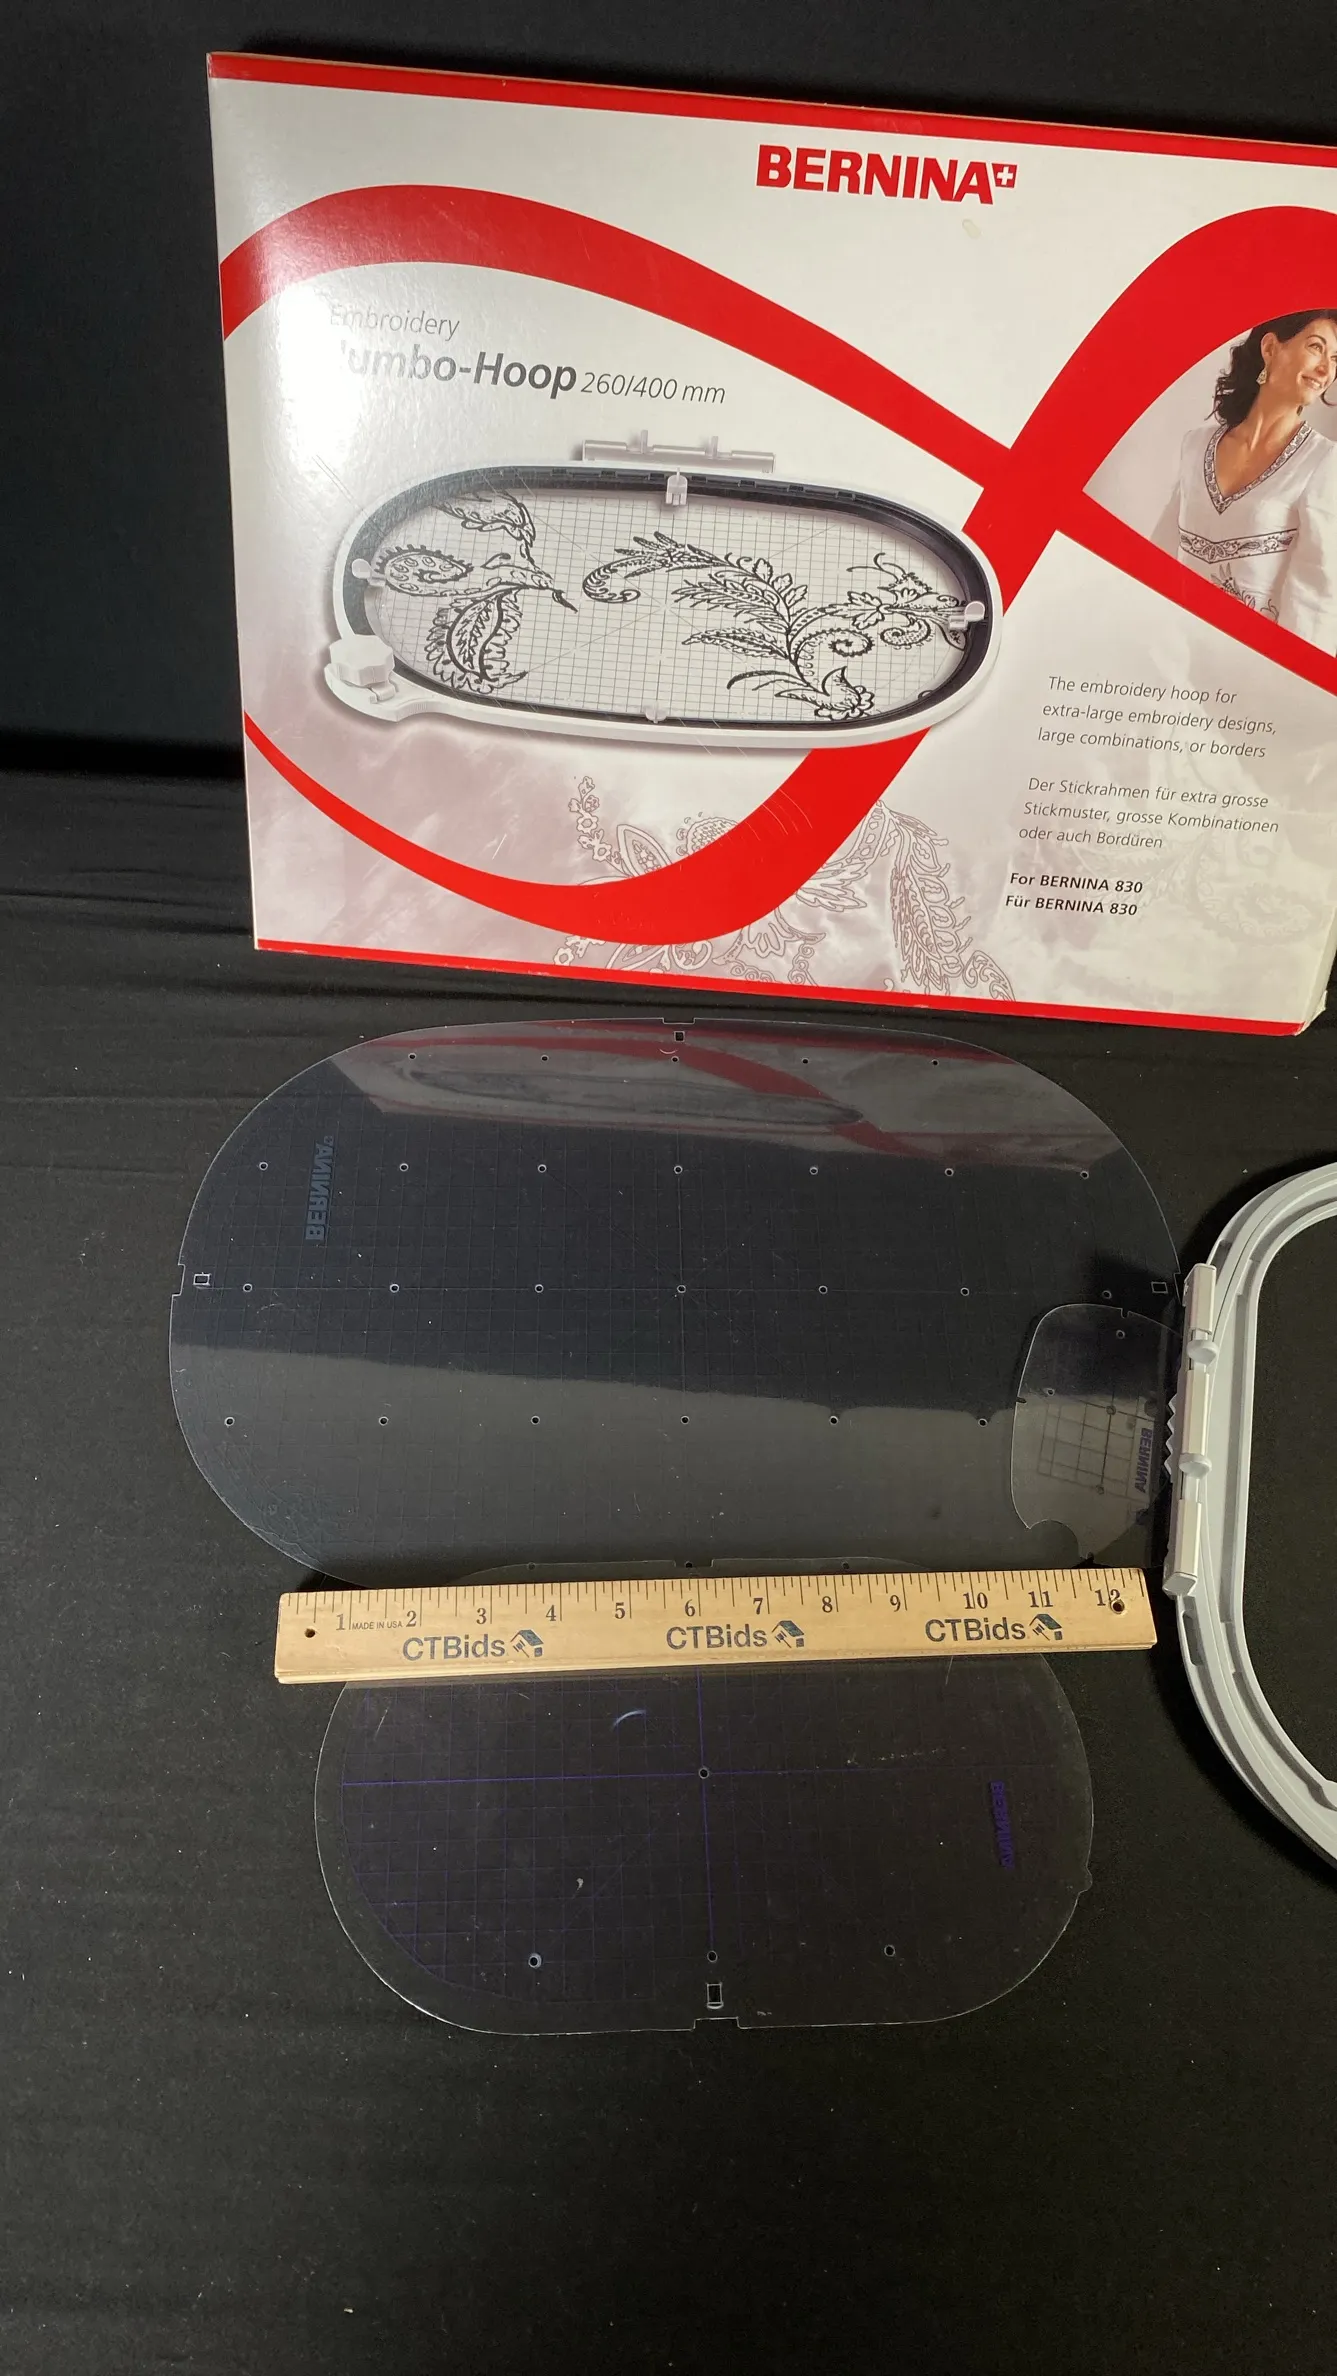 BERNINA
Embroidery
Jumbo-Hoop 260/400 mm
The embroidery hoop for
extra-large embroidery designs,
large combinations, or borders
Der Stickrahmen für extra grosse
Stickmuster, grosse Kombinationen
oder auch Bordüren
For BERNINA 830
Für BERNINA 830
BERNINA
BERNINA
1 MADE IN USA 2 3 4 5 6 7 8 9 10 11 12
CTBids CTBids CTBids
BERNINA